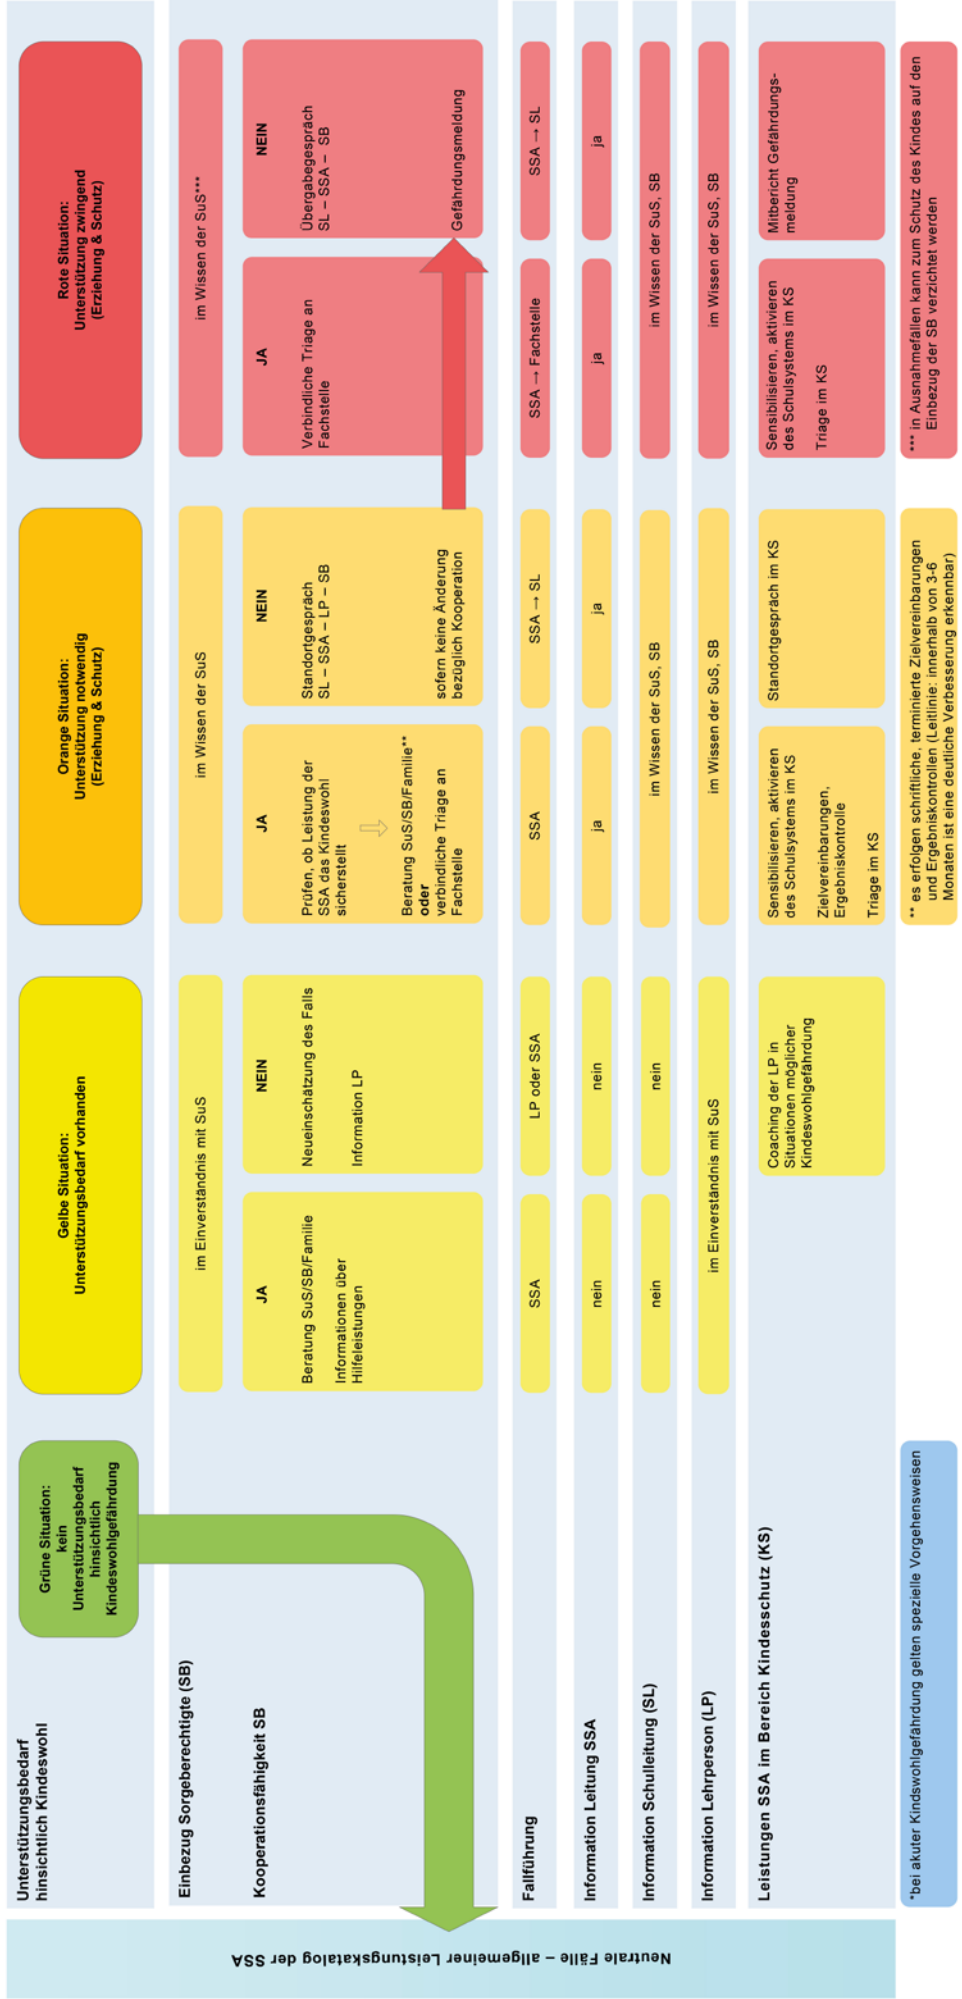 Neutrale Fälle – allgemeiner Leistungskatalog der SSA
Unterstützungsbedarf
hinsichtlich Kindeswohl
Grüne Situation:
kein
Unterstützungsbedarf
hinsichtlich
Kindeswohlgefährdung
Gelbe Situation:
Unterstützungsbedarf vorhanden
Orange Situation:
Unterstützung notwendig
(Erziehung & Schutz)
Rote Situation:
Unterstützung zwingend
(Erziehung & Schutz)
Einbezug Sorgeberechtigte (SB)
im Einverständnis mit SuS
im Wissen der SuS
im Wissen der SuS***
Kooperationsfähigkeit SB
JA
Beratung SuS/SB/Familie
Informationen über
Hilfeleistungen
NEIN
Neueinschätzung des Falls
Information LP
JA
Prüfen, ob Leistung der
SSA das Kindeswohl
sicherstellt
Beratung SuS/SB/Familie**
oder
verbindliche Triage an
Fachstelle
NEIN
Standortgespräch
SL – SSA – LP – SB
sofern keine Änderung
bezüglich Kooperation
JA
Verbindliche Triage an
Fachstelle
NEIN
Übergabegespräch
SL – SSA – SB
Gefährdungsmeldung
Fallführung
SSA
LP oder SSA
SSA
SSA → SL
SSA → Fachstelle
SSA → SL
Information Leitung SSA
nein
nein
ja
ja
ja
ja
Information Schulleitung (SL)
nein
nein
im Wissen der SuS, SB
im Wissen der SuS, SB
Information Lehrperson (LP)
im Einverständnis mit SuS
im Wissen der SuS, SB
im Wissen der SuS, SB
Leistungen SSA im Bereich Kindesschutz (KS)
Coaching der LP in
Situationen möglicher
Kindeswohlgefährdung
Sensibilisieren, aktivieren
des Schulsystems im KS
Zielvereinbarungen,
Ergebniskontrolle
Triage im KS
Standortgespräch im KS
Sensibilisieren, aktivieren
des Schulsystems im KS
Triage im KS
Mitbericht Gefährdungs-
meldung
*bei akuter Kindswohlgefährdung gelten spezielle Vorgehensweisen
** es erfolgen schriftliche, terminierte Zielvereinbarungen
und Ergebniskontrollen (Leitlinie: innerhalb von 3-6
Monaten ist eine deutliche Verbesserung erkennbar)
*** in Ausnahmefällen kann zum Schutz des Kindes auf den
Einbezug der SB verzichtet werden